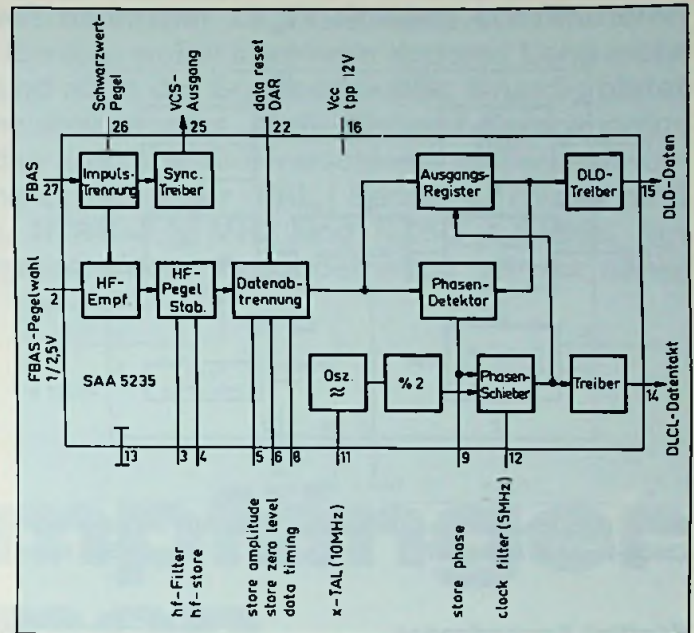 Schwarzwert-
Pegel
VCS-
Ausgang
data reset
DAR
Vcc
tpp 12V
26
25
22
16
FBAS
27
Impuls-
Trennung
Sync.
Treiber
Ausgangs-
Register
DLD-
Treiber
15
DLD-Daten
FBAS-Pegelwahl
1/2,5V
2
HF-
Empf.
HF-
Pegel
Stab.
Datenab-
trennung
Phasen-
Detektor
SAA 5235
Osz.
≈
% 2
Phasen-
Schieber
Treiber
14
DLCL-Datentakt
13
3
4
5
6
8
11
9
12
hf-Filter
hf-store
store amplitude
store zero level
data timing
x-TAL (10MHz)
store phase
clock filter (5MHz)